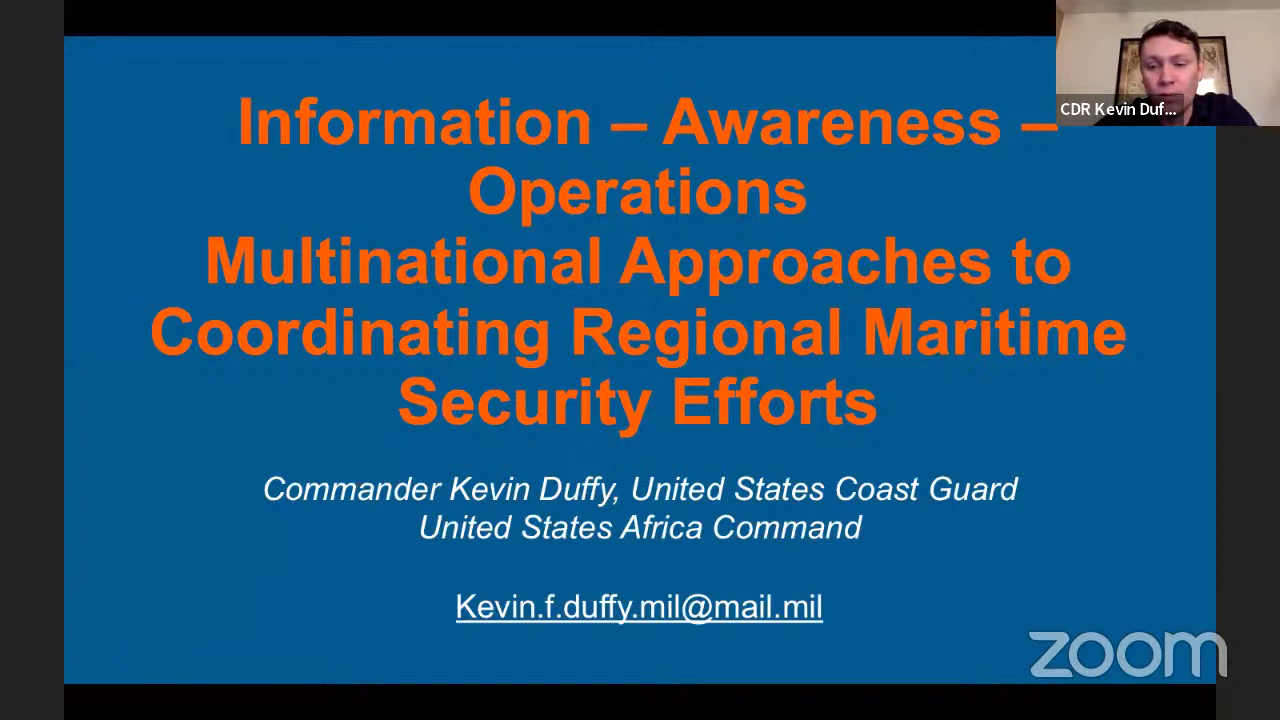 Information – Awareness –
Operations
Multinational Approaches to
Coordinating Regional Maritime
Security Efforts
Commander Kevin Duffy, United States Coast Guard
United States Africa Command
Kevin.f.duffy.mil@mail.mil
CDR Kevin Duf...
zoom